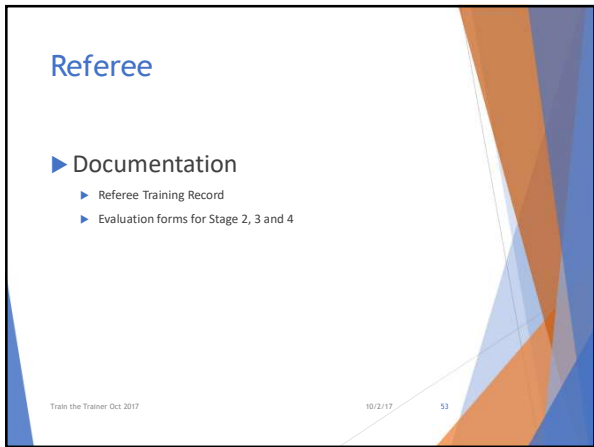 Referee
Documentation
Referee Training Record
Evaluation forms for Stage 2, 3 and 4
Train the Trainer Oct 2017 10/2/17 53